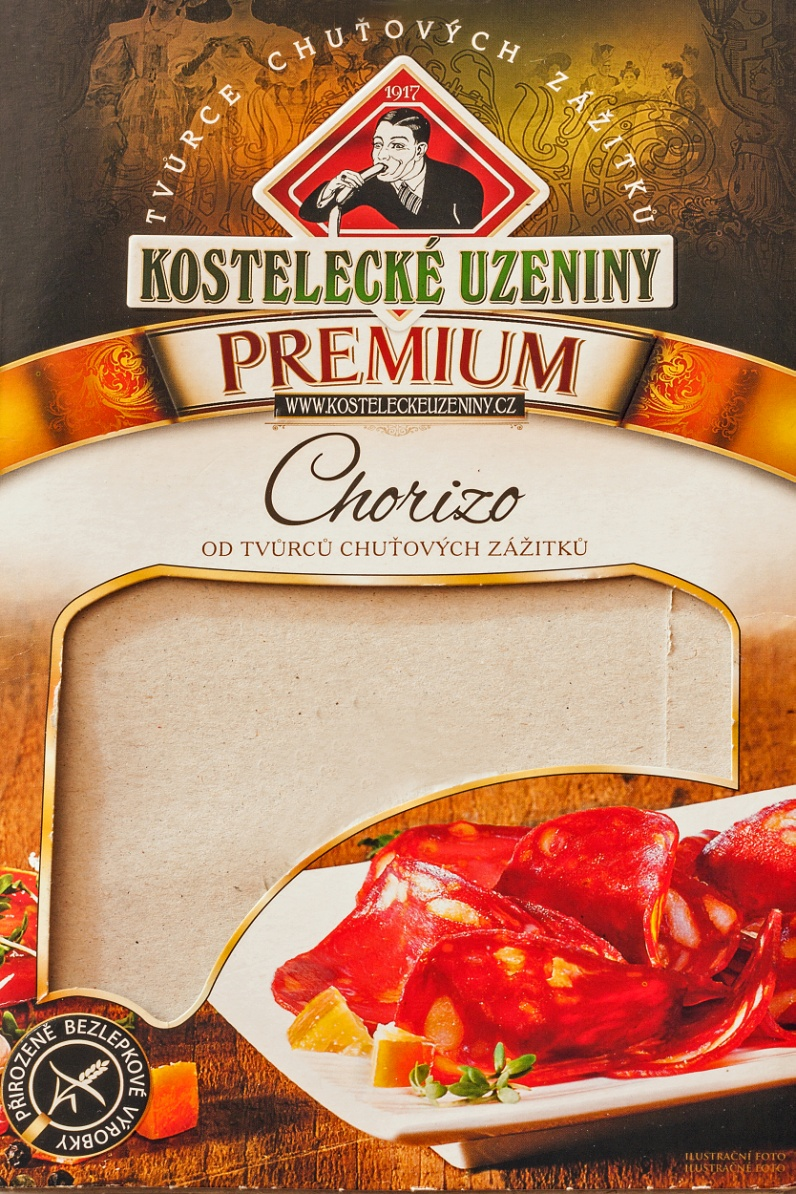 TVŮRCE CHUŤOVÝCH ZÁŽITKŮ
1917
KOSTELECKÉ UZENINY
PREMIUM
WWW.KOSTELECKEUZENINY.CZ
Chorizo
OD TVŮRCŮ CHUŤOVÝCH ZÁŽITKŮ
PŘIROZENĚ BEZLEPKOVÉ VÝROBKY
ILUSTRAČNÍ FOTO
ILUSTRAČNÉ FOTO